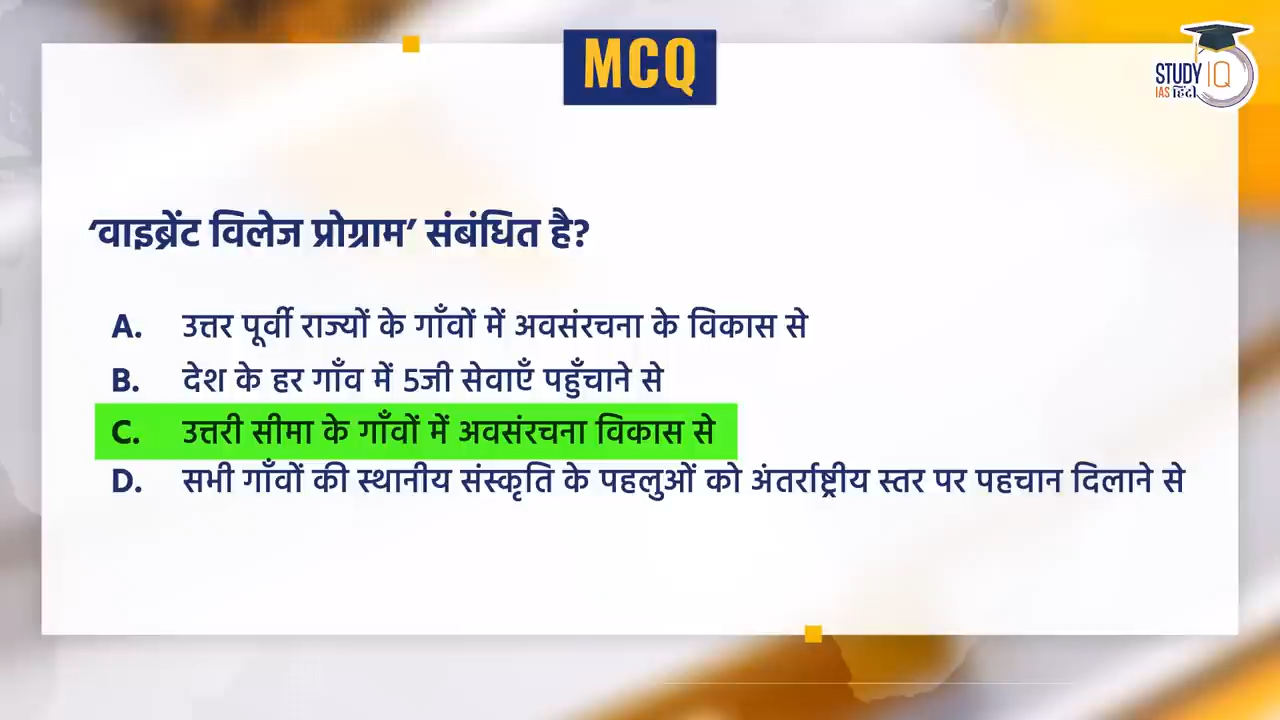 MCQ
STUDY IQ
IAS हिंदी
‘वाइब्रेंट विलेज प्रोग्राम’ संबंधित है?
A. उत्तर पूर्वी राज्यों के गाँवों में अवसंरचना के विकास से
B. देश के हर गाँव में 5जी सेवाएँ पहुँचाने से
C. उत्तरी सीमा के गाँवों में अवसंरचना विकास से
D. सभी गाँवों की स्थानीय संस्कृति के पहलुओं को अंतर्राष्ट्रीय स्तर पर पहचान दिलाने से